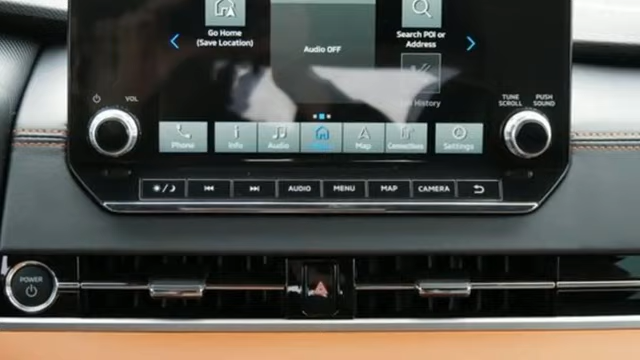 Go Home
(Save Location)
Audio OFF
Search POI or
Address
History
VOL
TUNE
SCROLL
PUSH
SOUND
Phone
Info
Audio
Map
Connections
Settings
AUDIO
MENU
MAP
CAMERA
POWER